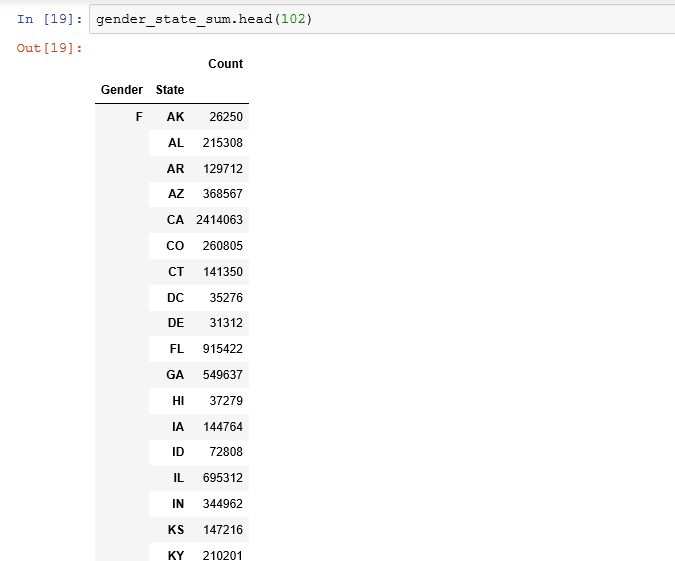 In [19]: gender_state_sum.head(102)
Out[19]:
Count
Gender State
F AK 26250
AL 215308
AR 129712
AZ 368567
CA 2414063
CO 260805
CT 141350
DC 35276
DE 31312
FL 915422
GA 549637
HI 37279
IA 144764
ID 72808
IL 695312
IN 344962
KS 147216
KY 210201